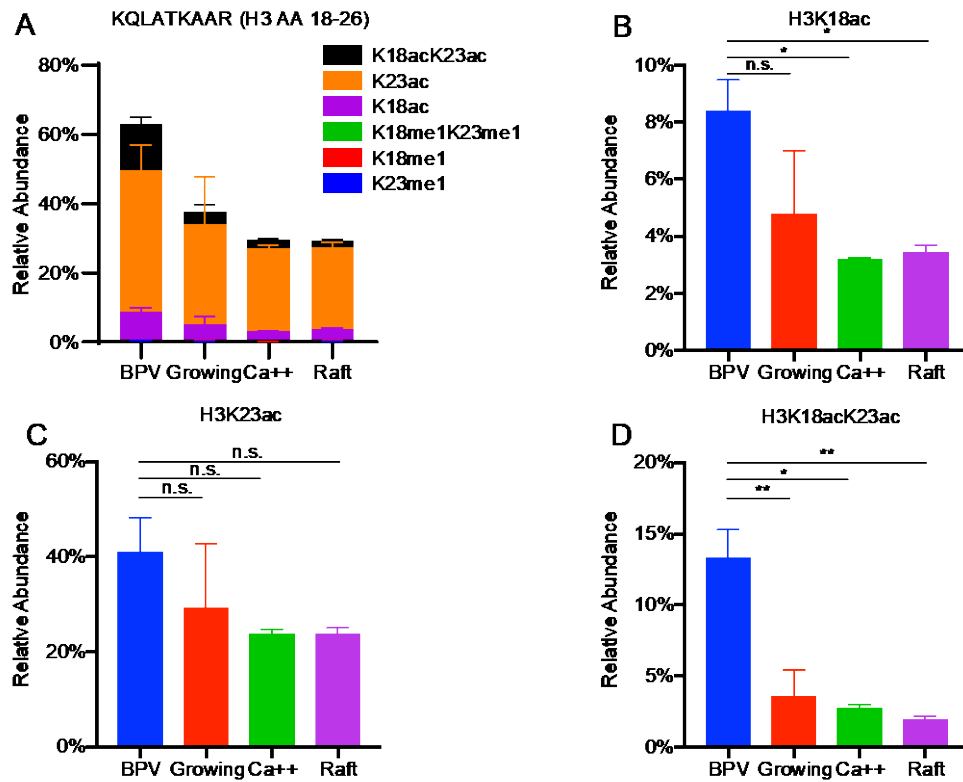 A
KQLATKAAR (H3 AA 18-26)
K18acK23ac
K23ac
K18ac
K18me1K23me1
K18me1
K23me1
Relative Abundance
80%
60%
40%
20%
0%
BPV Growing Ca++ Raft
B
H3K18ac
*
*
n.s.
Relative Abundance
10%
8%
6%
4%
2%
0%
BPV Growing Ca++ Raft
C
H3K23ac
n.s.
n.s.
n.s.
Relative Abundance
60%
40%
20%
0%
BPV Growing Ca++ Raft
D
H3K18acK23ac
**
*
**
Relative Abundance
20%
15%
10%
5%
0%
BPV Growing Ca++ Raft